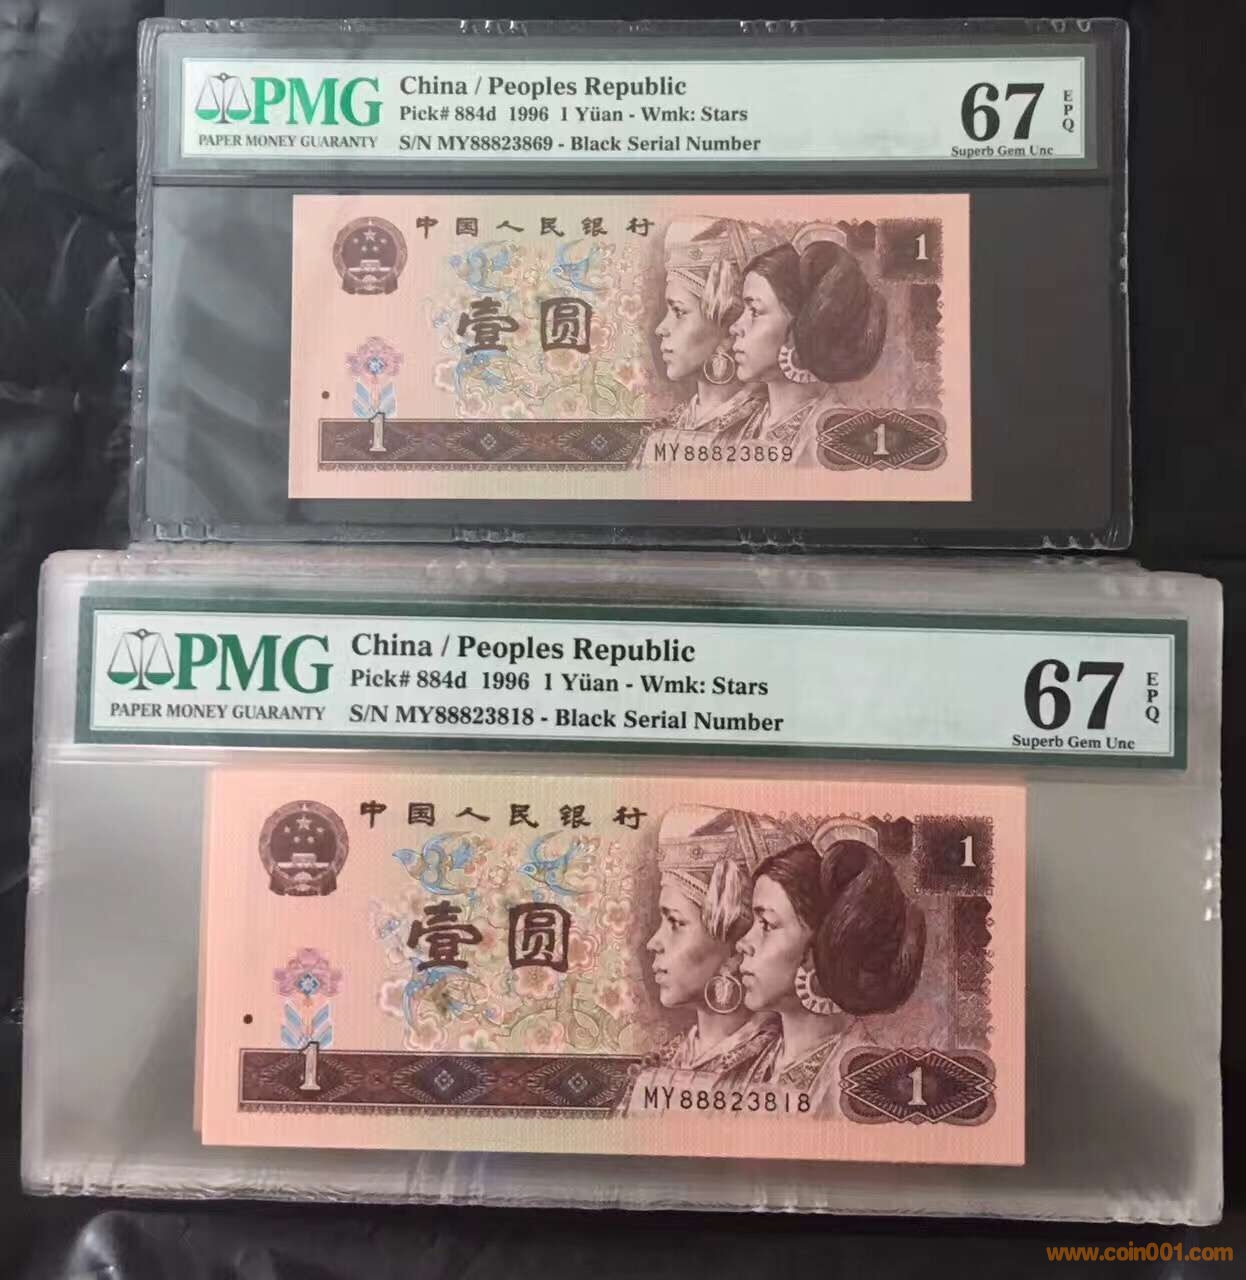 PMG
PAPER MONEY GUARANTY
China / Peoples Republic
Pick# 884d 1996 1 Yüan - Wmk: Stars
S/N MY88823869 - Black Serial Number
67
EPQ
Superb Gem Unc
中国人民银行
1
壹圆
1
MY88823869
1
PMG
PAPER MONEY GUARANTY
China / Peoples Republic
Pick# 884d 1996 1 Yüan - Wmk: Stars
S/N MY88823818 - Black Serial Number
67
EPQ
Superb Gem Unc
中国人民银行
1
壹圆
1
MY88823818
1
www.coin001.com